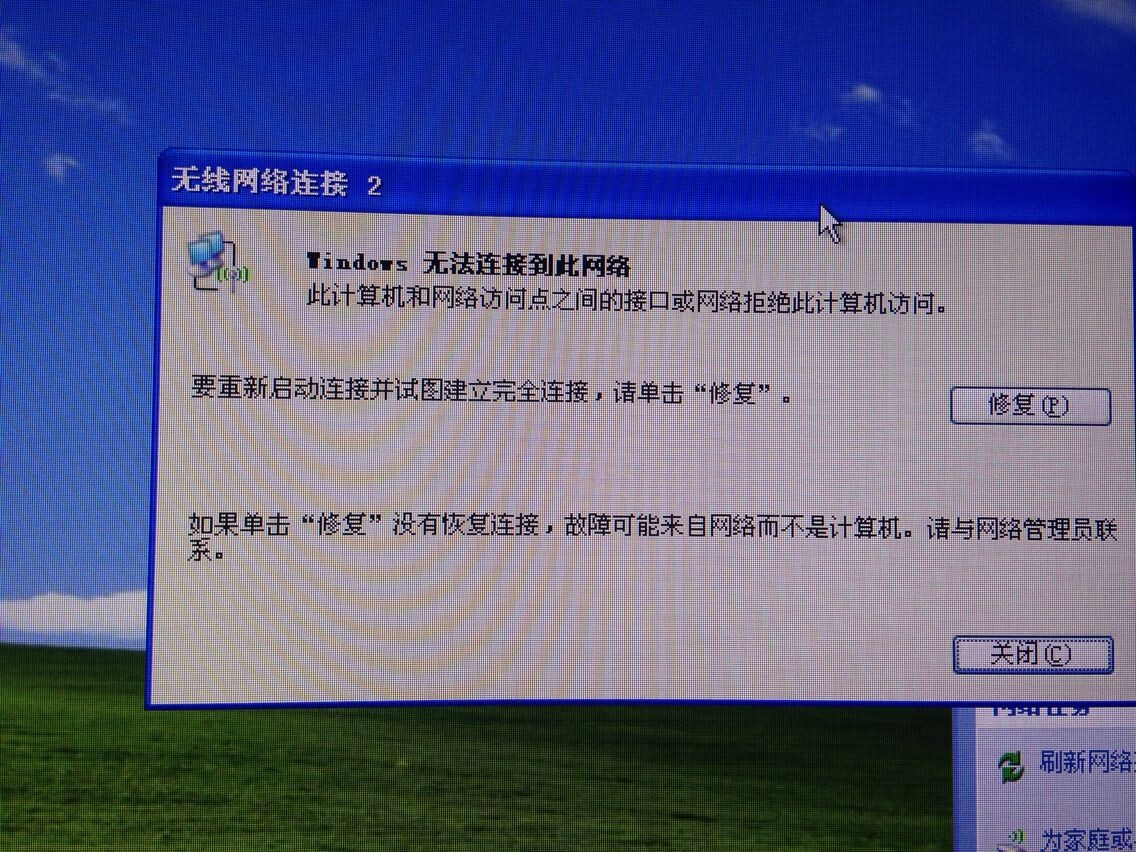 无线网络连接 2
Windows 无法连接到此网络
此计算机和网络访问点之间的接口或网络拒绝此计算机访问。
要重新启动连接并试图建立完全连接，请单击“修复”。
修复(P)
如果单击“修复”没有恢复连接，故障可能来自网络而不是计算机。请与网络管理员联
系。
关闭(C)
网络任务
刷新网络
为家庭或